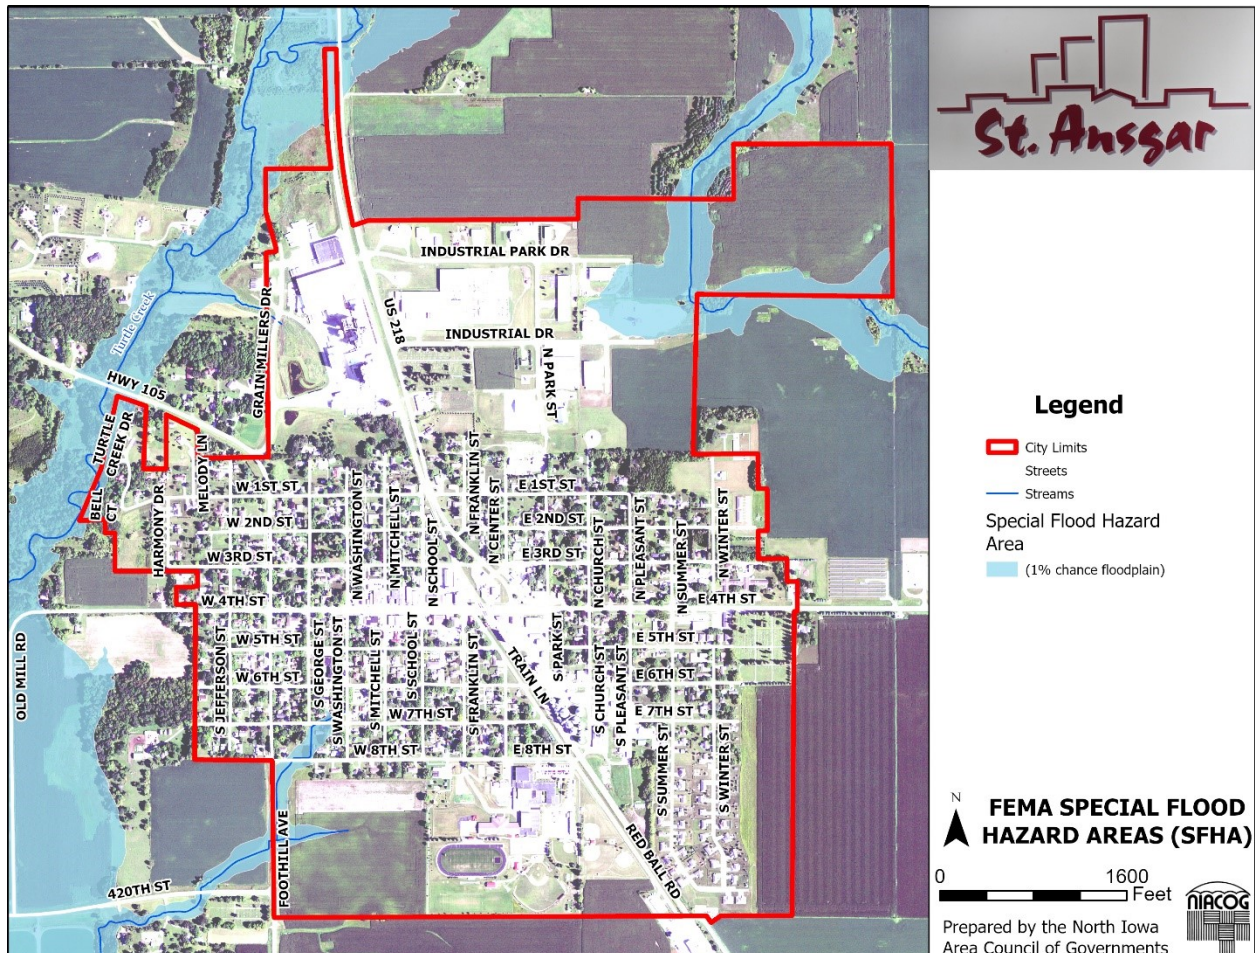 St. Ansgar
INDUSTRIAL PARK DR
INDUSTRIAL DR
US 218
N PARK ST
GRAIN MILLERS DR
Turtle Creek
HWY 105
TURTLE
CREEK DR
BELL
CT
MELODY LN
HARMONY DR
W 1ST ST
E 1ST ST
W 2ND ST
E 2ND ST
W 3RD ST
E 3RD ST
W 4TH ST
E 4TH ST
N WASHINGTON ST
N MITCHELL ST
N SCHOOL ST
N FRANKLIN ST
N CENTER ST
N CHURCH ST
N PLEASANT ST
N SUMMER ST
N WINTER ST
W 5TH ST
E 5TH ST
W 6TH ST
E 6TH ST
W 7TH ST
E 7TH ST
W 8TH ST
E 8TH ST
OLD MILL RD
S JEFFERSON ST
S GEORGE ST
S WASHINGTON ST
S MITCHELL ST
S SCHOOL ST
S FRANKLIN ST
TRAIN LN
S PARK ST
S CHURCH ST
S PLEASANT ST
S SUMMER ST
S WINTER ST
FOOTHILL AVE
420TH ST
RED BALL RD
Legend
City Limits
Streets
Streams
Special Flood Hazard
Area
(1% chance floodplain)
N
FEMA SPECIAL FLOOD
HAZARD AREAS (SFHA)
0 1600
Feet
Prepared by the North Iowa
Area Council of Governments
NIACOG